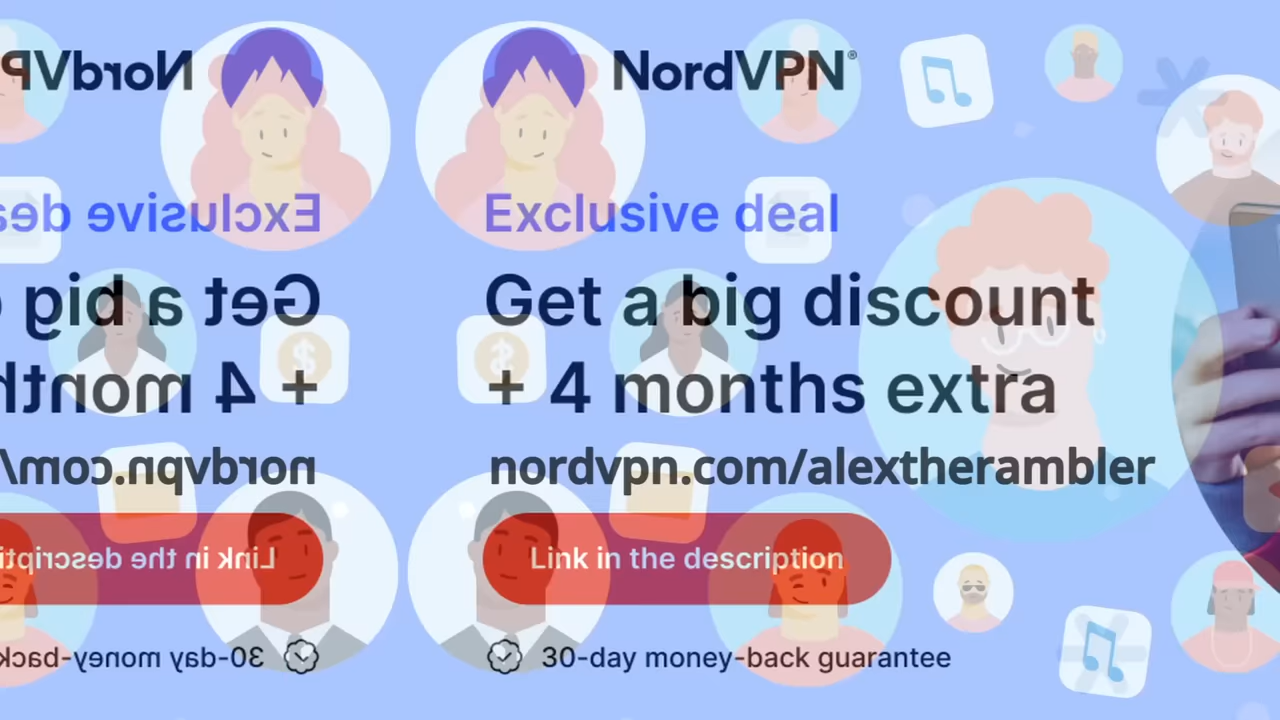 NordVPN®
Exclusive deal
Get a big discount
+ 4 months extra
nordvpn.com/alextherambler
Link in the description
30-day money-back guarantee